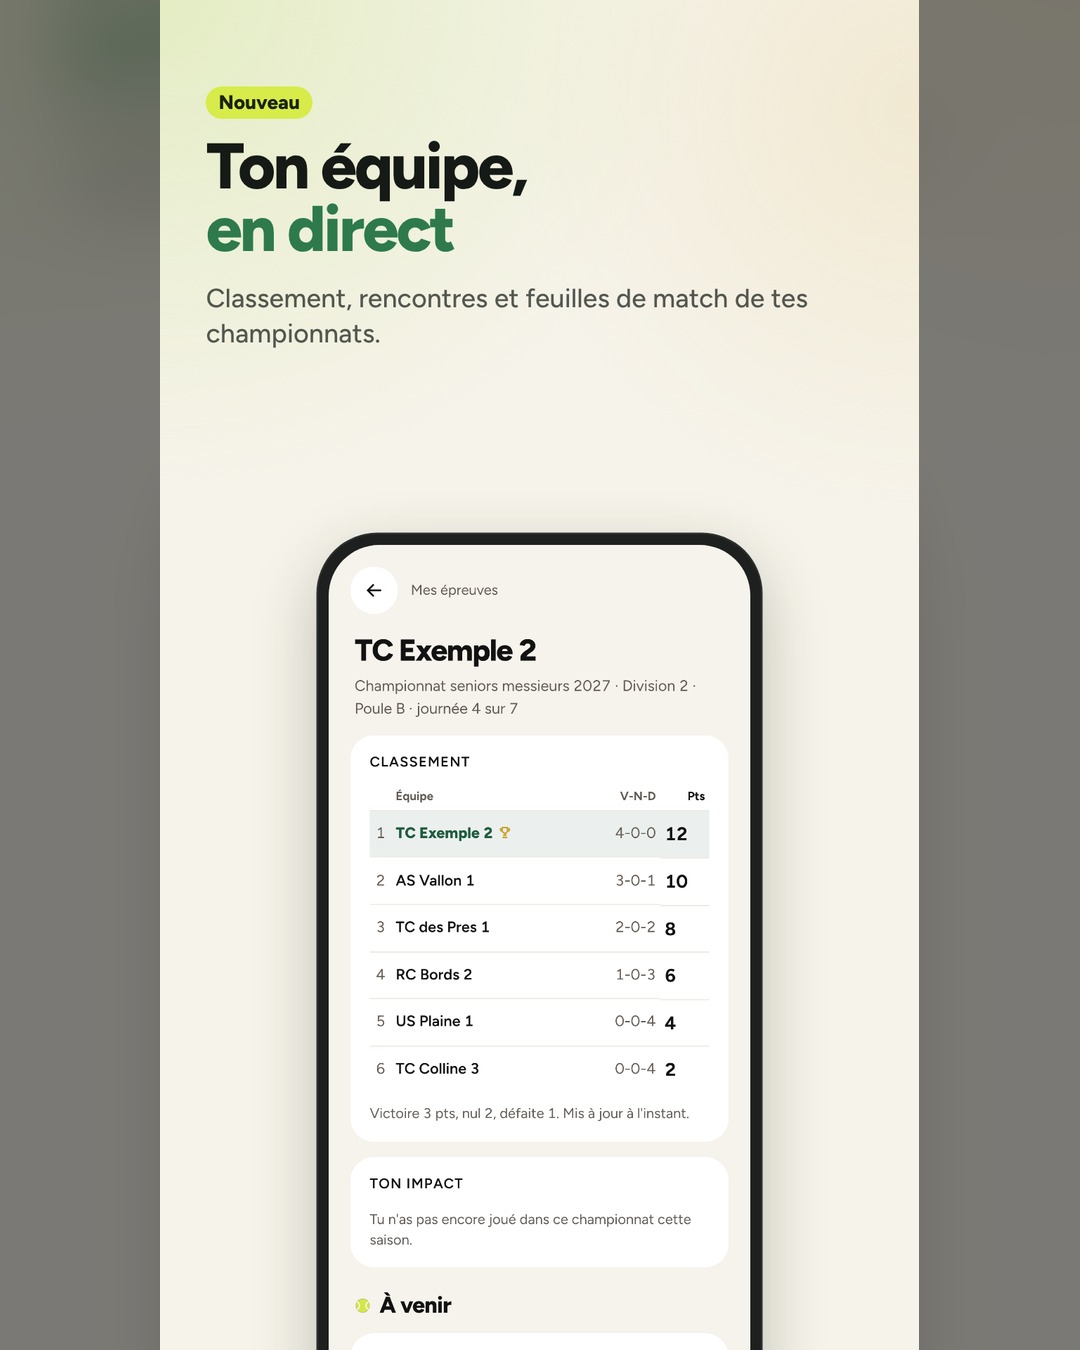 Nouveau
Ton équipe,
en direct
Classement, rencontres et feuilles de match de tes
championnats.
Mes épreuves
TC Exemple 2
Championnat seniors messieurs 2027 · Division 2 ·
Poule B · journée 4 sur 7
CLASSEMENT
Équipe V-N-D Pts
1 TC Exemple 2 4-0-0 12
2 AS Vallon 1 3-0-1 10
3 TC des Pres 1 2-0-2 8
4 RC Bords 2 1-0-3 6
5 US Plaine 1 0-0-4 4
6 TC Colline 3 0-0-4 2
Victoire 3 pts, nul 2, défaite 1. Mis à jour à l'instant.
TON IMPACT
Tu n'as pas encore joué dans ce championnat cette
saison.
À venir